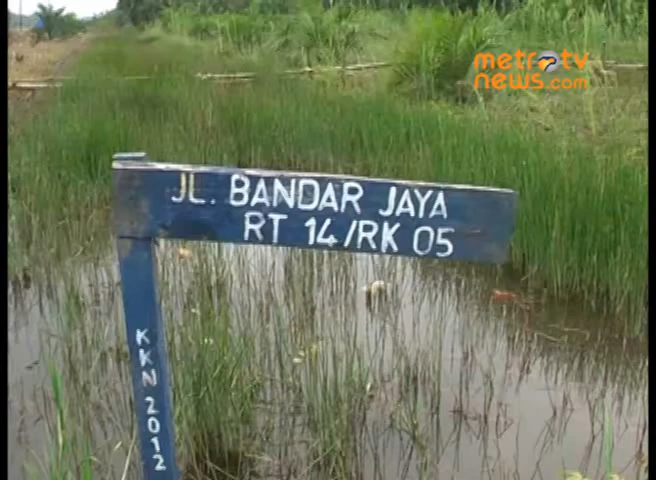 metrotv
news.com
JL. BANDAR JAYA
RT 14/RK 05
KKN 2012